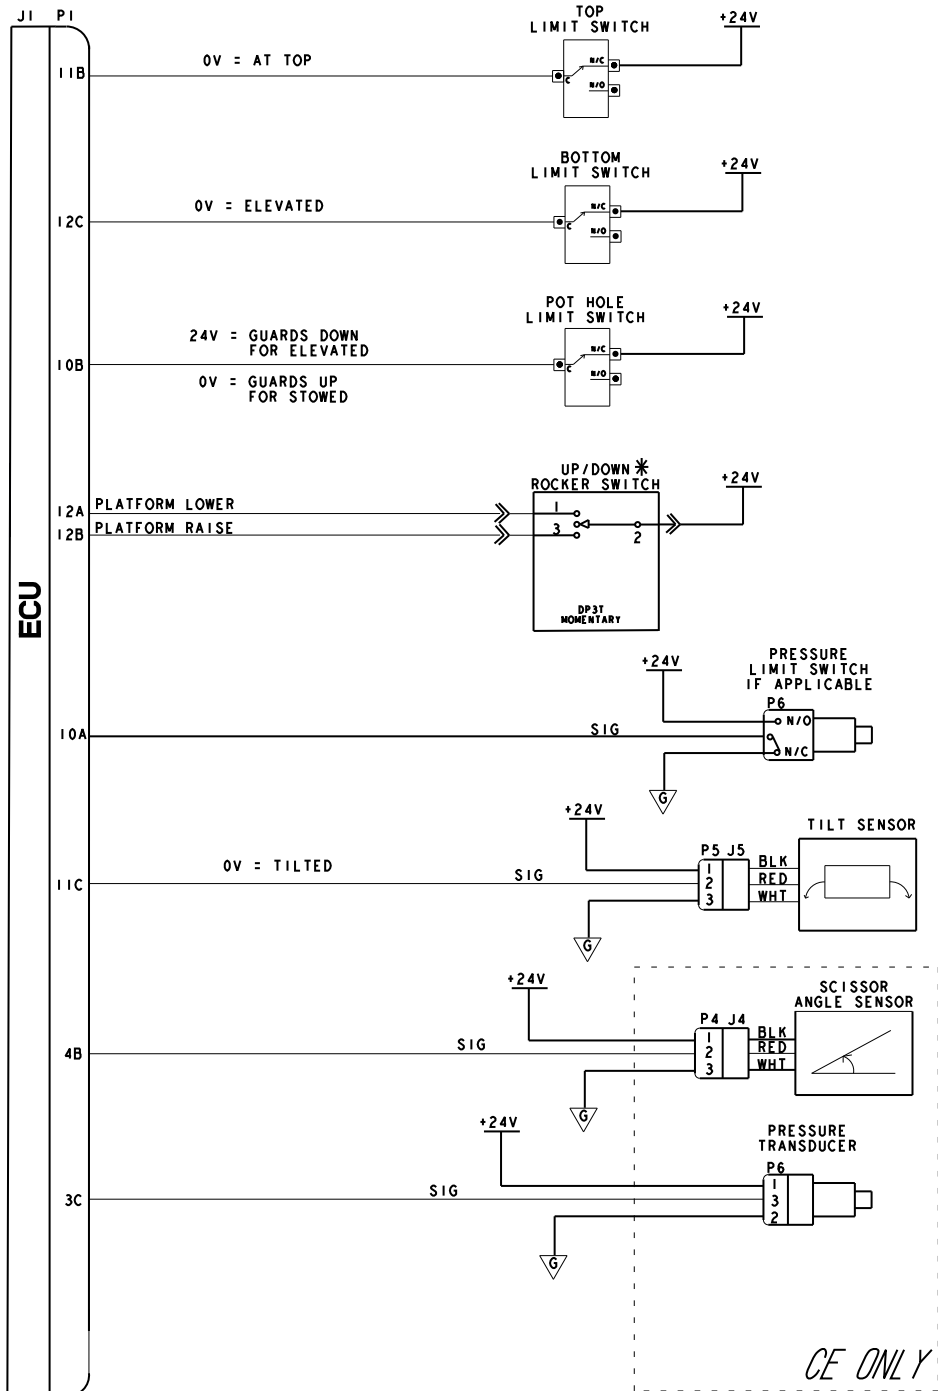 J1 P1
TOP
LIMIT SWITCH
+24V
11B
0V = AT TOP
N/C
C
N/O
BOTTOM
LIMIT SWITCH
+24V
12C
0V = ELEVATED
N/C
C
N/O
POT HOLE
LIMIT SWITCH
+24V
24V = GUARDS DOWN
FOR ELEVATED
10B
0V = GUARDS UP
FOR STOWED
N/C
C
N/O
UP/DOWN *
ROCKER SWITCH
+24V
12A PLATFORM LOWER
12B PLATFORM RAISE
1
3
2
DP3T
MOMENTARY
ECU
PRESSURE
LIMIT SWITCH
IF APPLICABLE
+24V
P6
N/O
10A
SIG
N/C
G
+24V
TILT SENSOR
P5 J5
0V = TILTED
11C
SIG
1 BLK
2 RED
3 WHT
G
+24V
SCISSOR
ANGLE SENSOR
P4 J4
4B
SIG
1 BLK
2 RED
3 WHT
G
+24V
PRESSURE
TRANSDUCER
P6
3C
SIG
1
3
2
G
CE ONLY